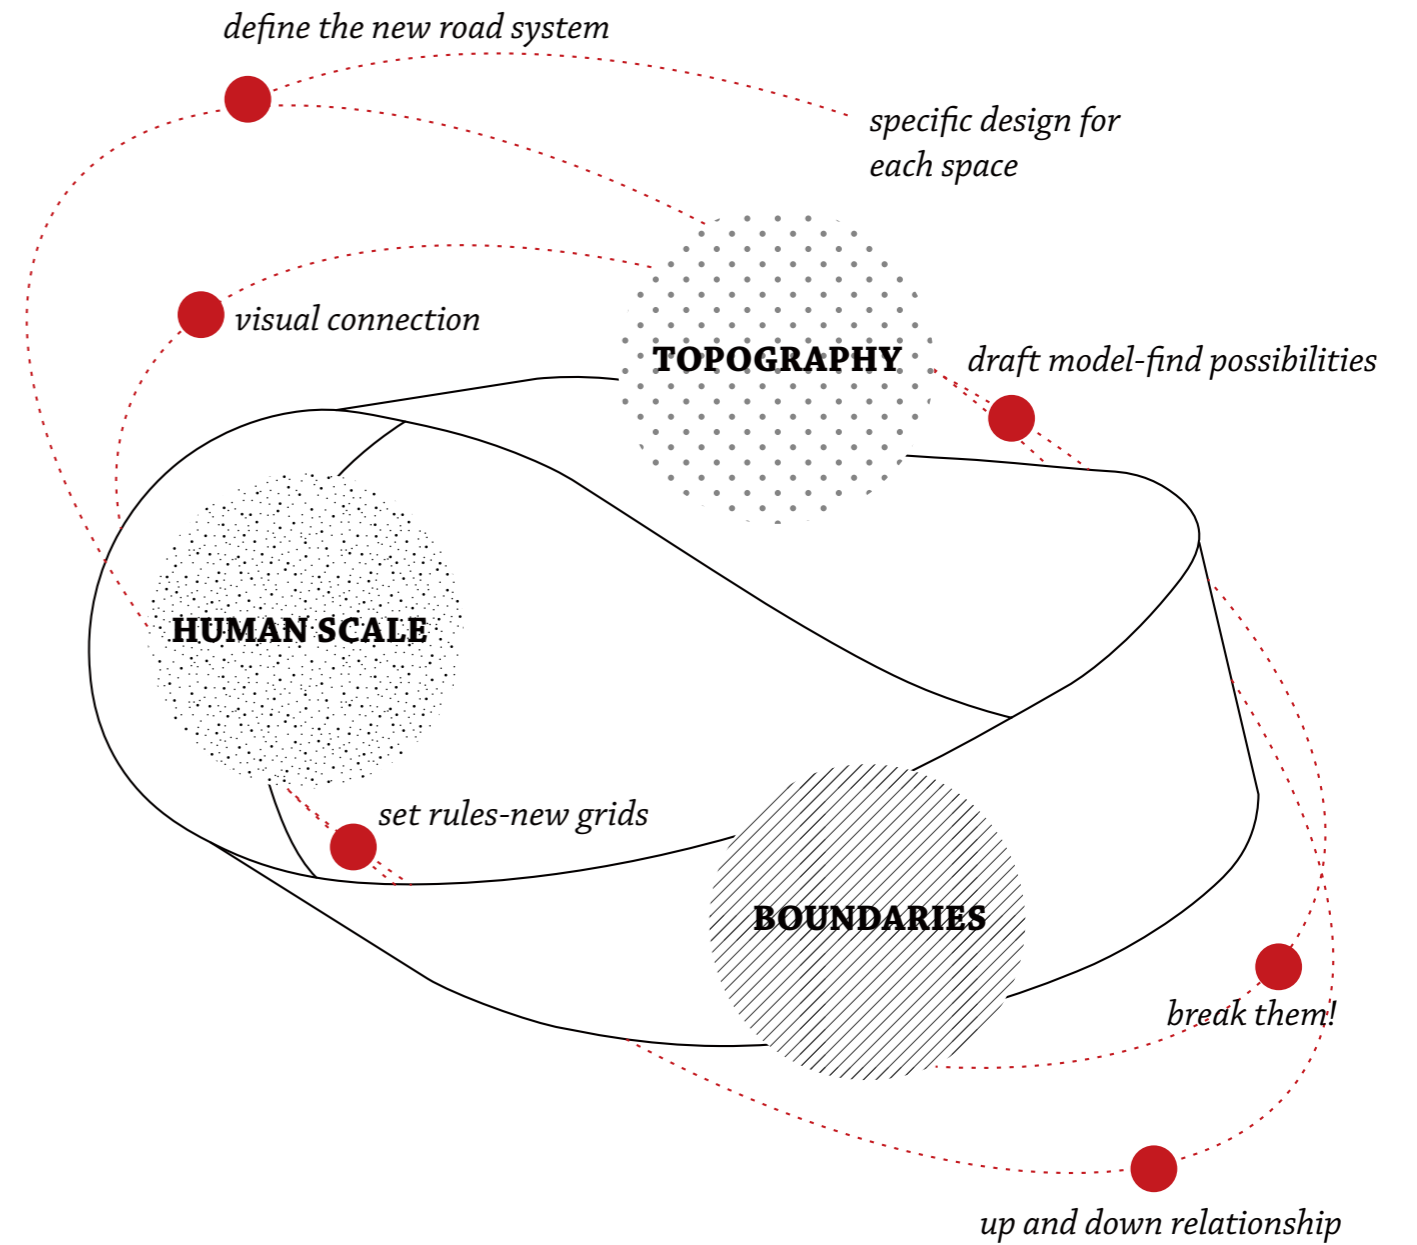 define the new road system
specific design for
each space
visual connection
TOPOGRAPHY
draft model-find possibilities
HUMAN SCALE
set rules-new grids
BOUNDARIES
break them!
up and down relationship